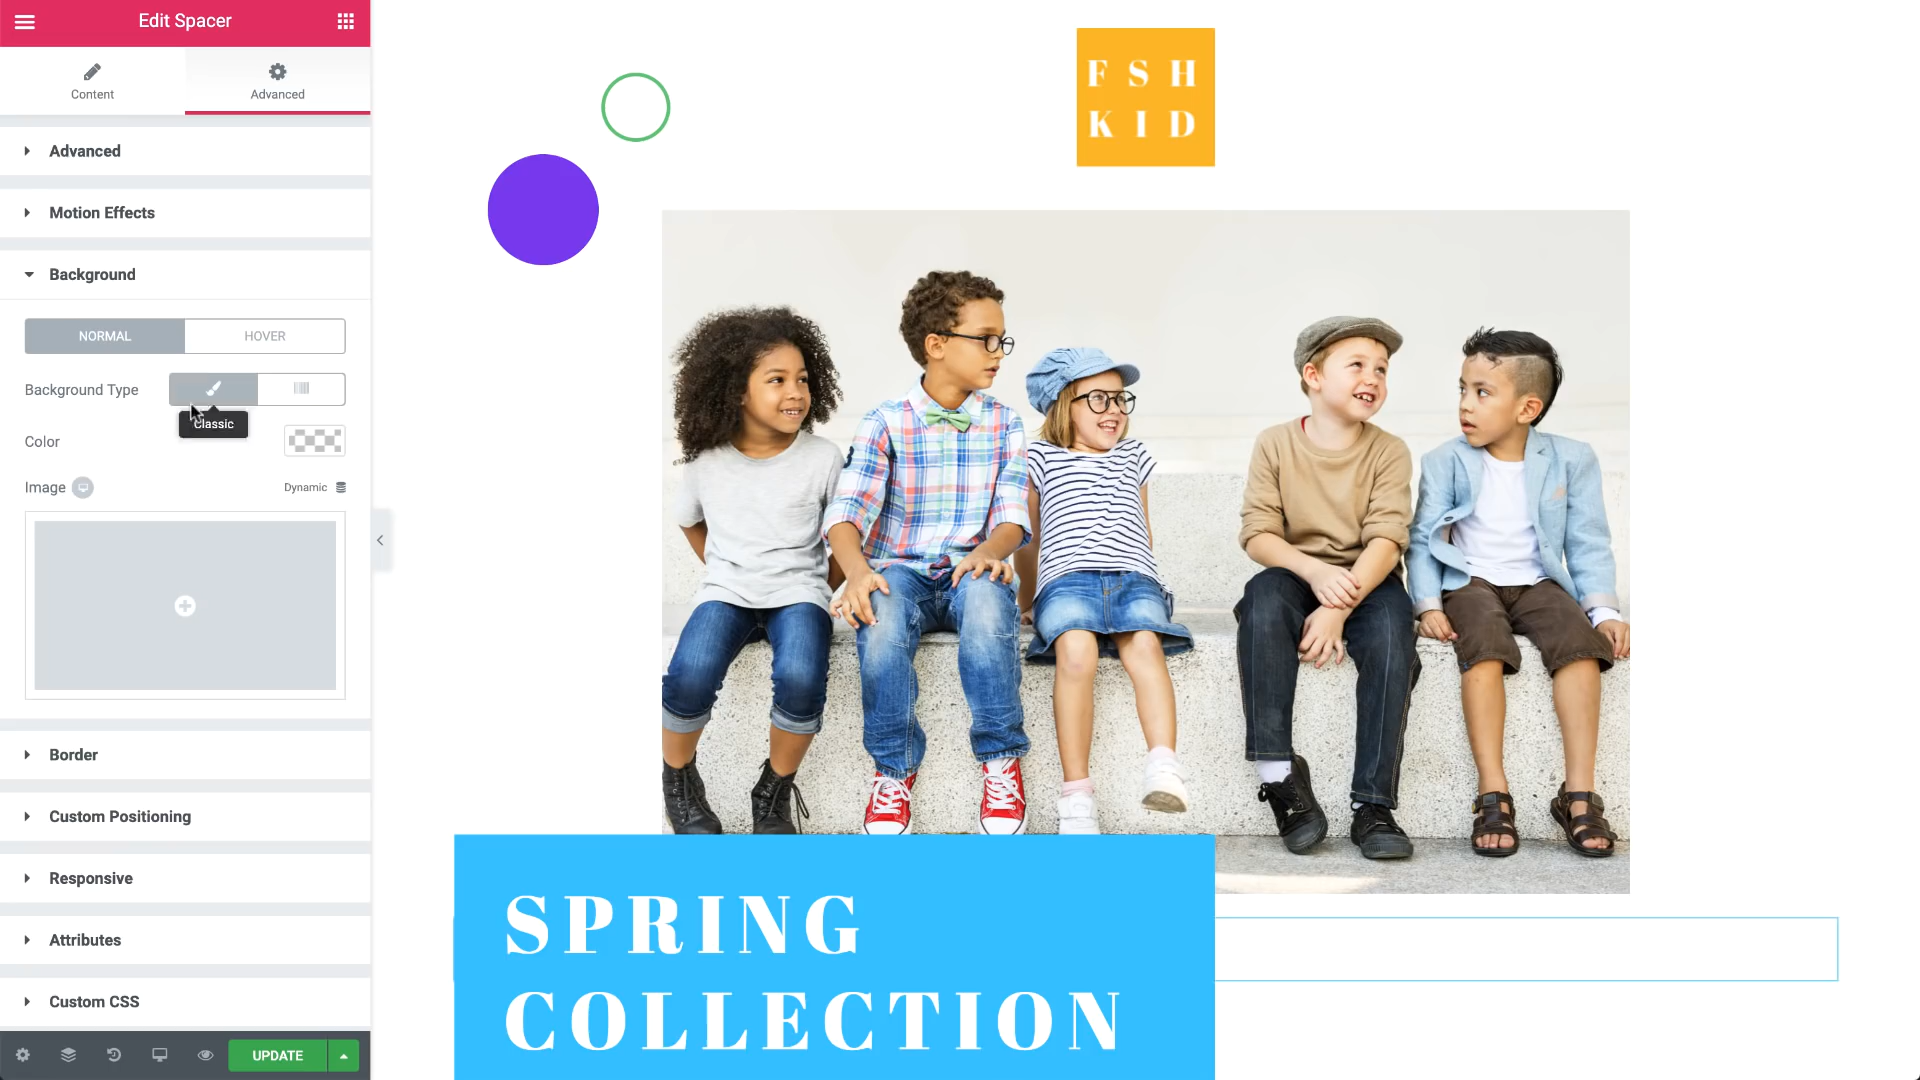 Edit Spacer
Content
Advanced
Advanced
Motion Effects
Background
NORMAL
HOVER
Background Type
Classic
Color
Image
Dynamic
Border
Custom Positioning
Responsive
Attributes
Custom CSS
UPDATE
F S H
K I D
SPRING
COLLECTION